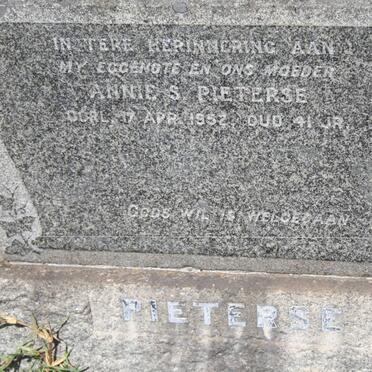 IN TERE HERINNERING AAN
MY EGGENOTE EN ONS MOEDER
ANNIE S. PIETERSE
OORL. 17 APR. 1952. OUD 41 JR.
GODS WIL IS WELGEDAAN
PIETERSE